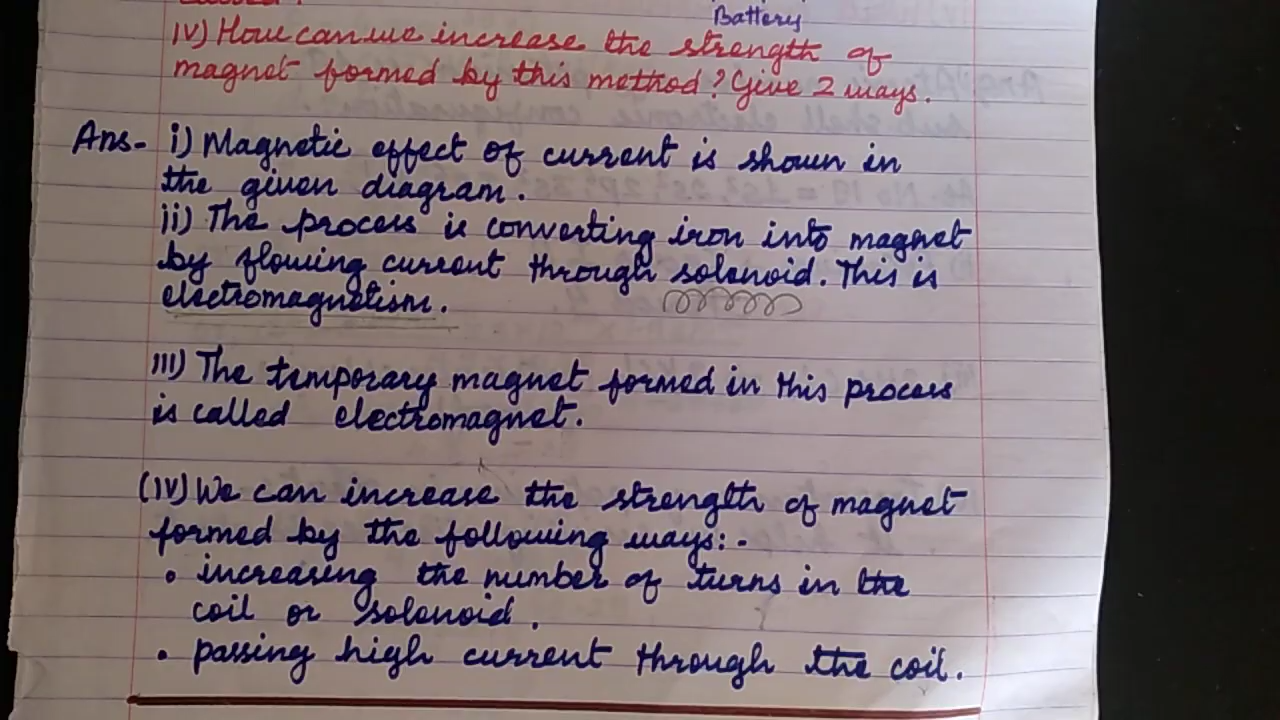 Battery
IV) How can we increase the strength of
magnet formed by this method? Give 2 ways.
Ans- i) Magnetic effect of current is shown in
the given diagram.
ii) The process is converting iron into magnet
by flowing current through solenoid. This is
electromagnetism.
III) The temporary magnet formed in this process
is called electromagnet.
(IV) We can increase the strength of magnet
formed by the following ways:-
• increasing the number of turns in the
coil or solenoid.
• passing high current through the coil.